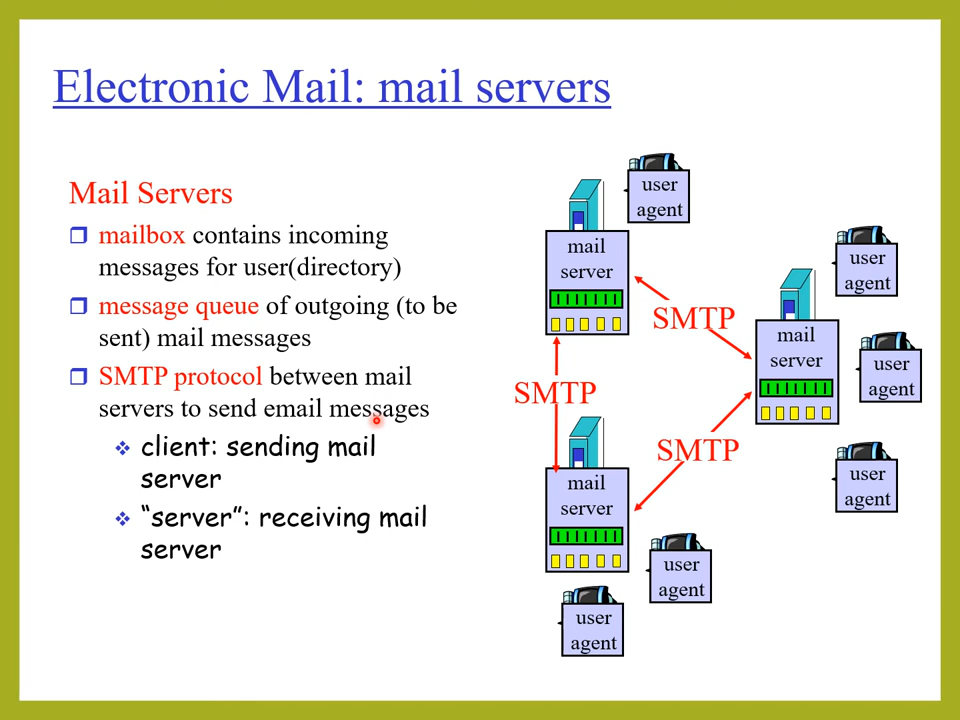 Electronic Mail: mail servers
Mail Servers
mailbox contains incoming
messages for user(directory)
message queue of outgoing (to be
sent) mail messages
SMTP protocol between mail
servers to send email messages
client: sending mail
server
“server”: receiving mail
server
user
agent
mail
server
user
agent
SMTP
mail
server
user
agent
SMTP
SMTP
user
agent
mail
server
user
agent
user
agent